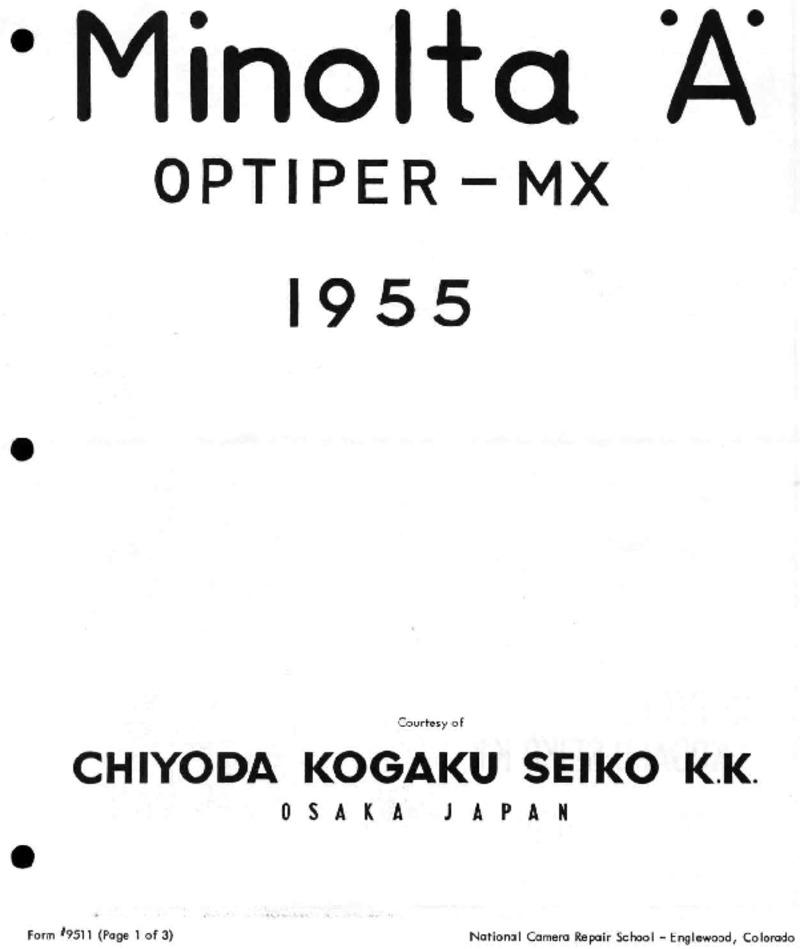 Minolta "A"
OPTIPER – MX
1955
Courtesy of
CHIYODA KOGAKU SEIKO K.K.
OSAKA JAPAN
Form #9511 (Page 1 of 3)
National Camera Repair School – Englewood, Colorado